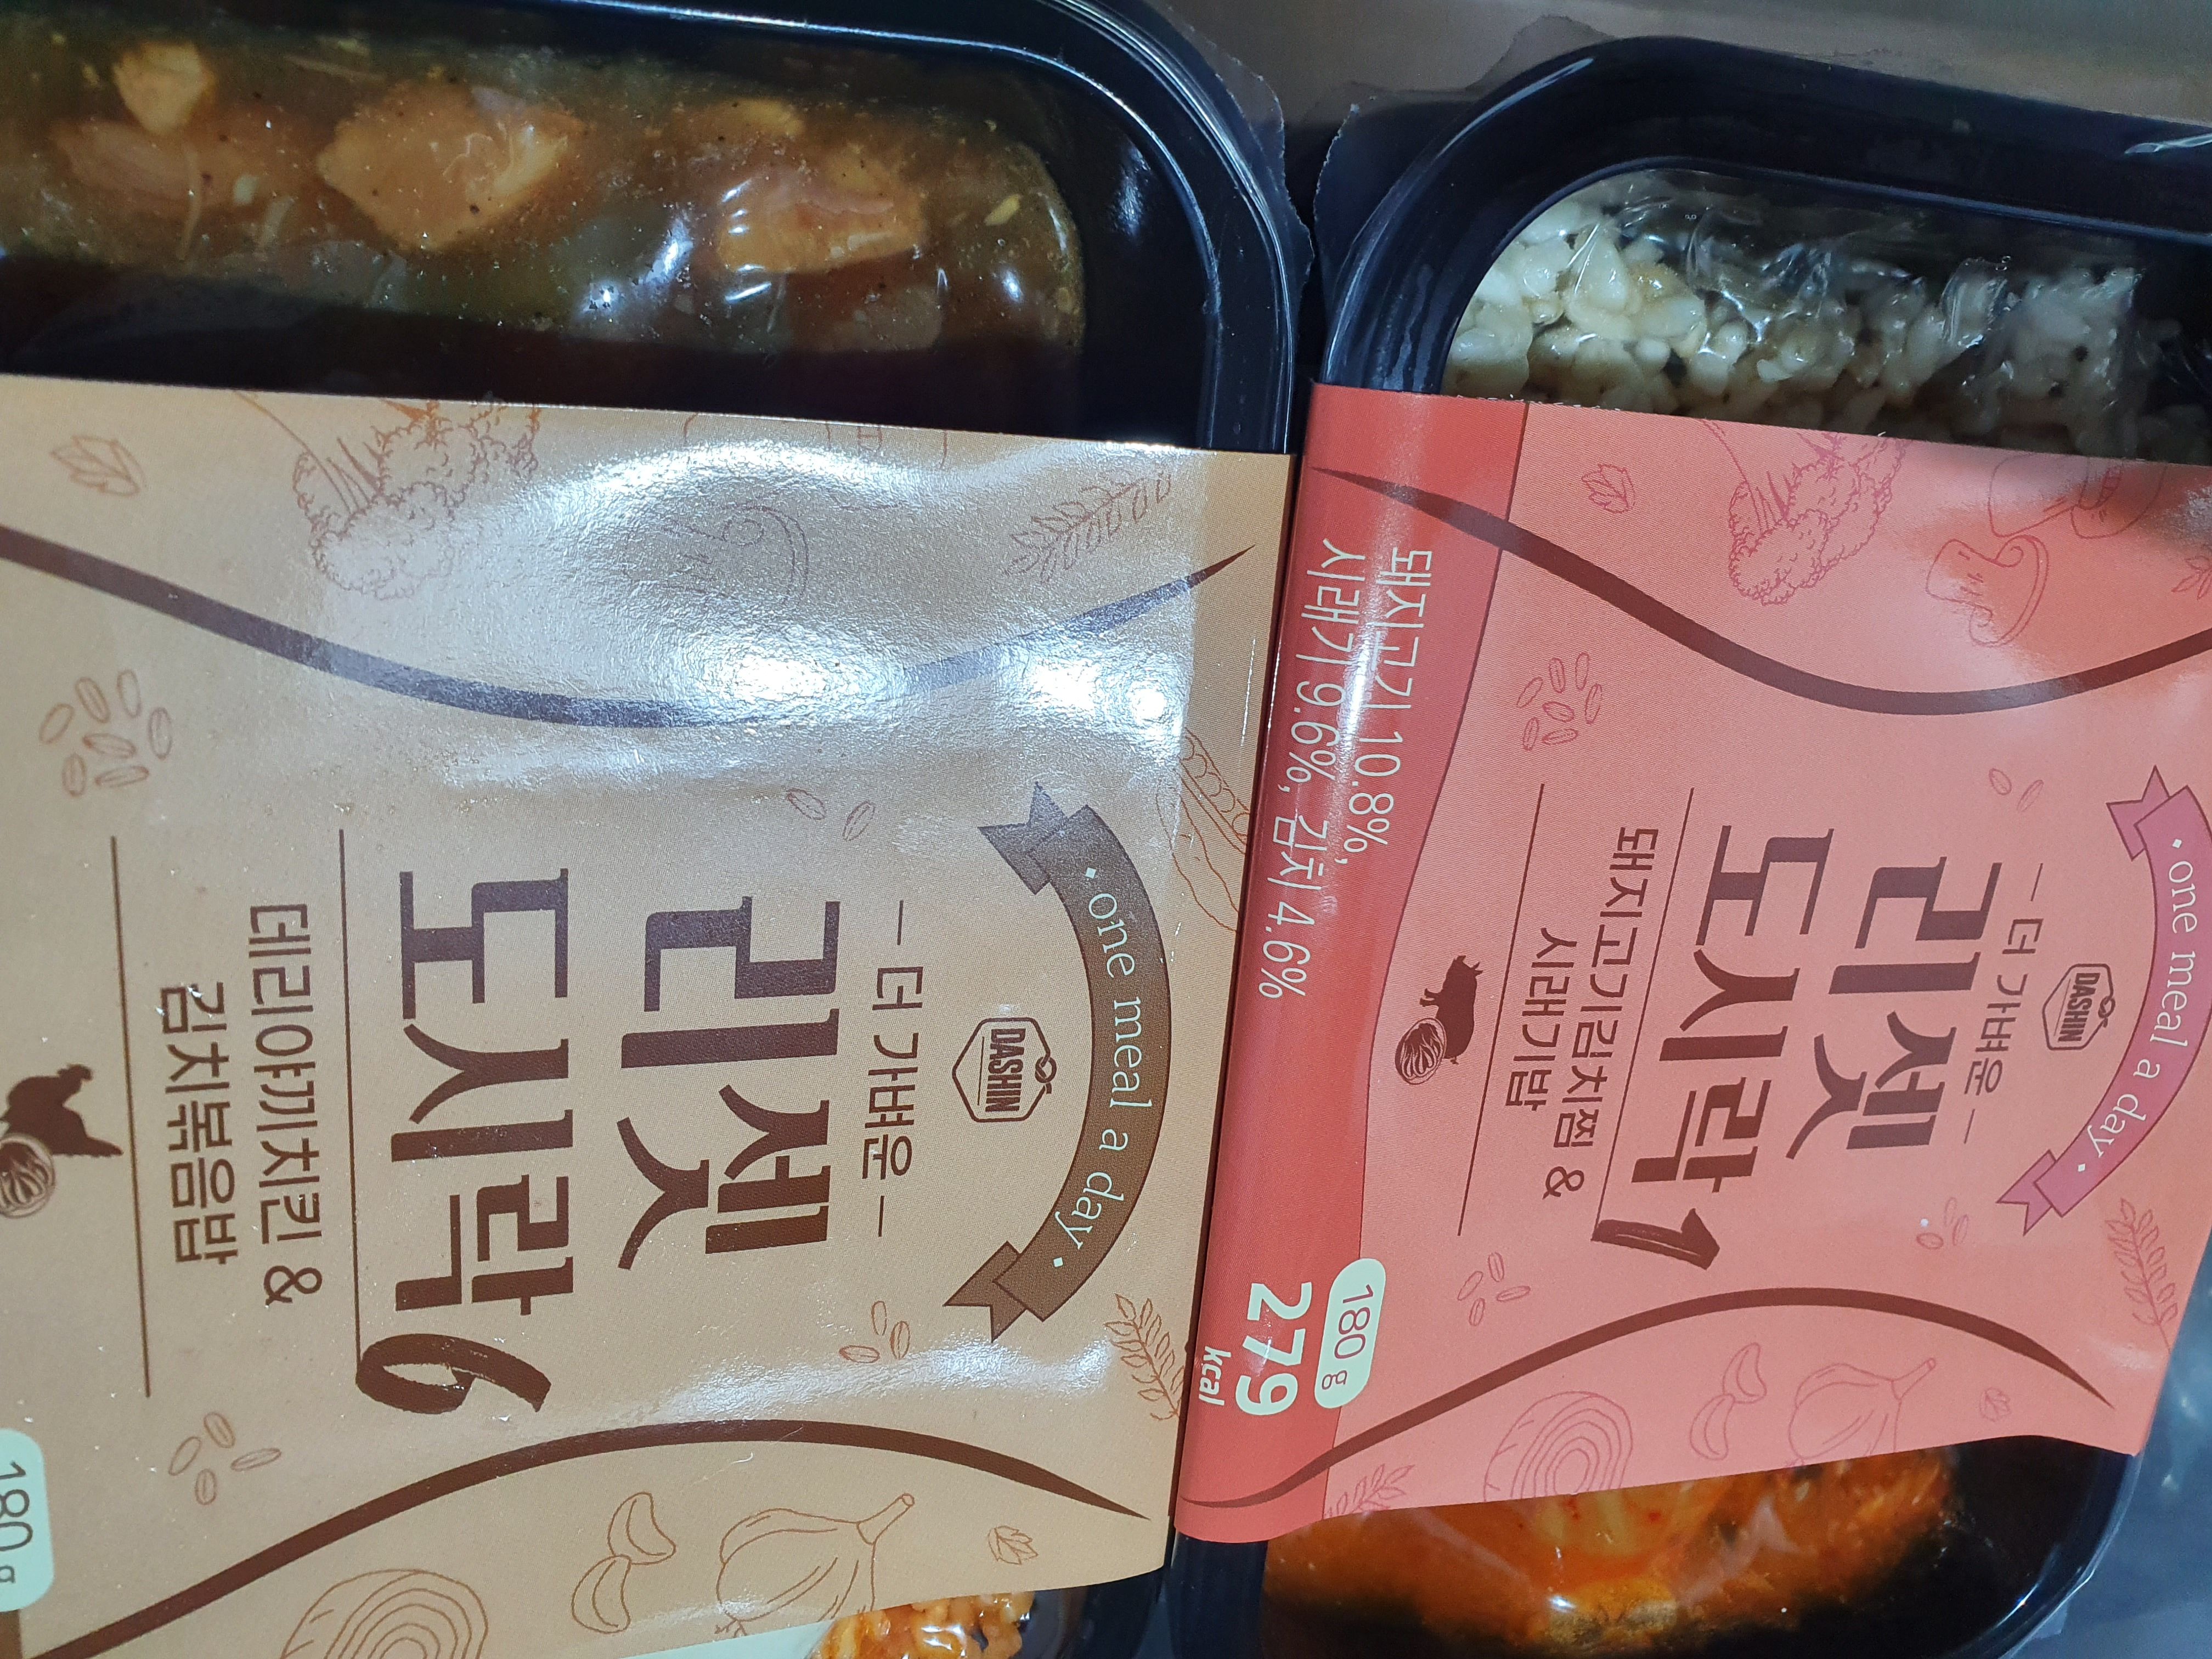 • one meal a day •
DASHIN
더 가벼운
리셋
도시락6
데리야끼치킨 &
김치볶음밥
180 g
• one meal a day •
DASHIN
더 가벼운
리셋
도시락1
돼지고기김치찜 &
시래기밥
돼지고기 10.8%,
시래기 9.6%, 김치 4.6%
180 g
279
kcal